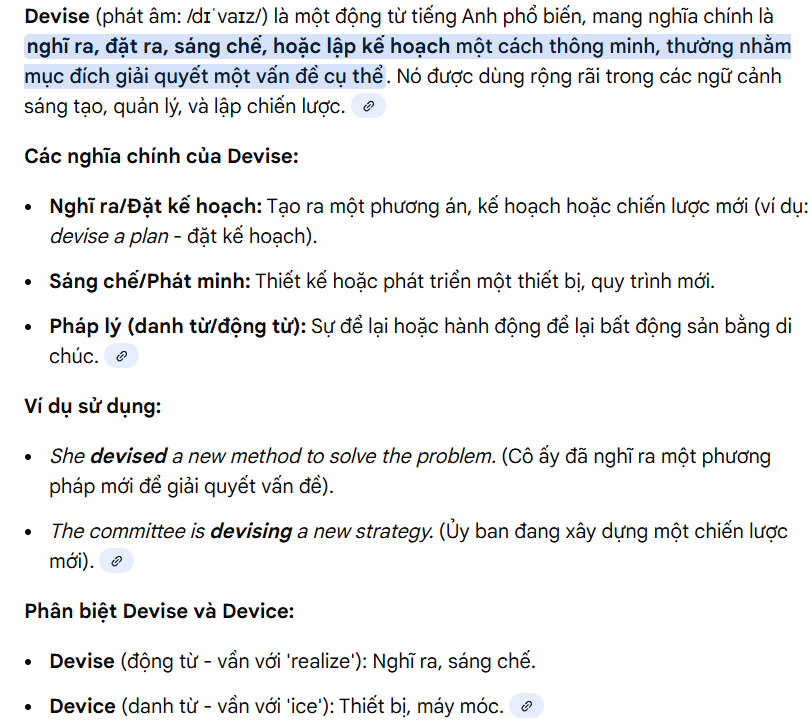 Devise (phát âm: /dɪˈvaɪz/) là một động từ tiếng Anh phổ biến, mang nghĩa chính là
nghĩ ra, đặt ra, sáng chế, hoặc lập kế hoạch một cách thông minh, thường nhằm
mục đích giải quyết một vấn đề cụ thể. Nó được dùng rộng rãi trong các ngữ cảnh
sáng tạo, quản lý, và lập chiến lược.
Các nghĩa chính của Devise:
• Nghĩ ra/Đặt kế hoạch: Tạo ra một phương án, kế hoạch hoặc chiến lược mới (ví dụ:
devise a plan - đặt kế hoạch).
• Sáng chế/Phát minh: Thiết kế hoặc phát triển một thiết bị, quy trình mới.
• Pháp lý (danh từ/động từ): Sự để lại hoặc hành động để lại bất động sản bằng di
chúc.
Ví dụ sử dụng:
• She devised a new method to solve the problem. (Cô ấy đã nghĩ ra một phương
pháp mới để giải quyết vấn đề).
• The committee is devising a new strategy. (Ủy ban đang xây dựng một chiến lược
mới).
Phân biệt Devise và Device:
• Devise (động từ - vần với 'realize'): Nghĩ ra, sáng chế.
• Device (danh từ - vần với 'ice'): Thiết bị, máy móc.